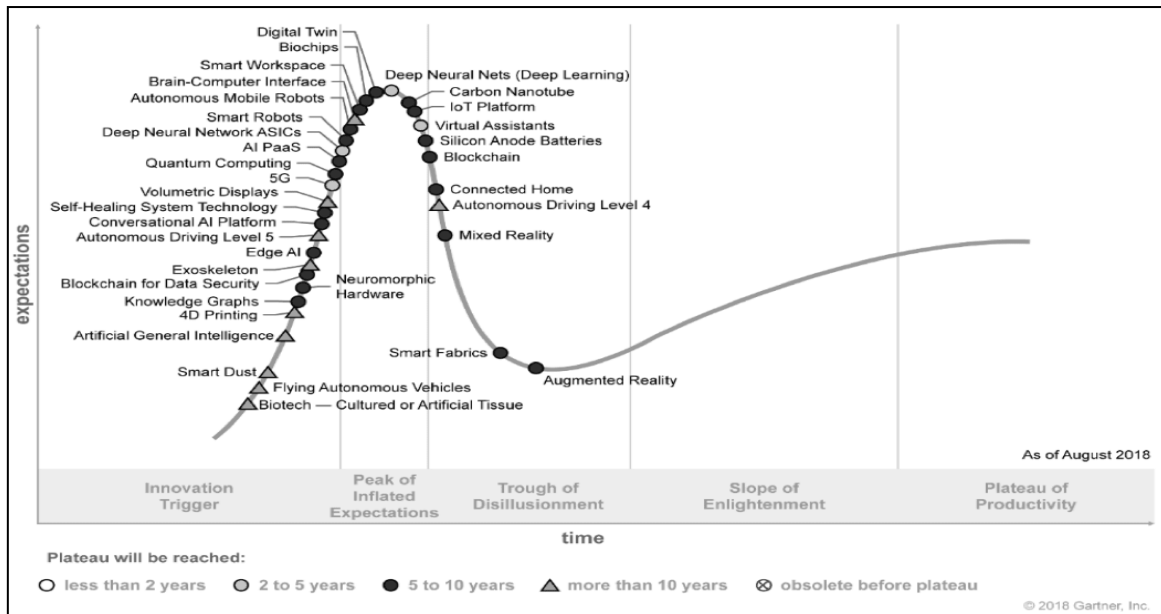 Digital Twin
Biochips
Smart Workspace
Brain-Computer Interface
Autonomous Mobile Robots
Smart Robots
Deep Neural Network ASICs
AI PaaS
Quantum Computing
5G
Volumetric Displays
Self-Healing System Technology
Conversational AI Platform
Autonomous Driving Level 5
Edge AI
Exoskeleton
Blockchain for Data Security
Neuromorphic
Hardware
Knowledge Graphs
4D Printing
Artificial General Intelligence
Smart Dust
Flying Autonomous Vehicles
Biotech — Cultured or Artificial Tissue
Deep Neural Nets (Deep Learning)
Carbon Nanotube
IoT Platform
Virtual Assistants
Silicon Anode Batteries
Blockchain
Connected Home
Autonomous Driving Level 4
Mixed Reality
Smart Fabrics
Augmented Reality
expectations
As of August 2018
Innovation
Trigger
Peak of
Inflated
Expectations
Trough of
Disillusionment
Slope of
Enlightenment
Plateau of
Productivity
time
Plateau will be reached:
less than 2 years
2 to 5 years
5 to 10 years
more than 10 years
obsolete before plateau
© 2018 Gartner, Inc.